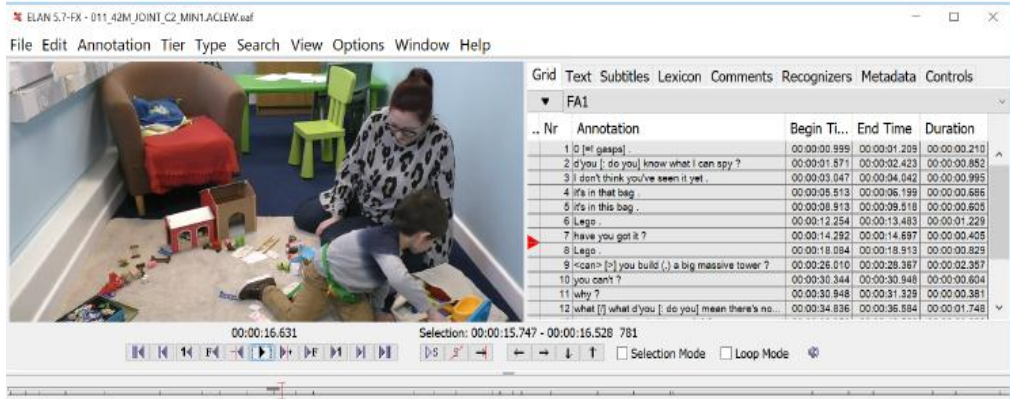 ELAN 5.7-FX - 011_42M_JOINT_C2_MIN1.ACLEW.eaf
File Edit Annotation Tier Type Search View Options Window Help
Grid Text Subtitles Lexicon Comments Recognizers Metadata Controls
▼ FA1
.. Nr Annotation Begin Ti... End Time Duration
1 0 [=! gasps] . 00:00:00.999 00:00:01.209 00:00:00.210
2 d'you [: do you] know what I can spy ? 00:00:01.571 00:00:02.423 00:00:00.852
3 I don't think you've seen it yet . 00:00:03.047 00:00:04.042 00:00:00.995
4 it's in that bag . 00:00:05.513 00:00:06.199 00:00:00.686
5 it's in this bag . 00:00:08.913 00:00:09.518 00:00:00.605
6 Lego . 00:00:12.254 00:00:13.483 00:00:01.229
7 have you got it ? 00:00:14.292 00:00:14.697 00:00:00.405
8 Lego . 00:00:18.084 00:00:18.913 00:00:00.829
9 <can> [>] you build (.) a big massive tower ? 00:00:26.010 00:00:28.367 00:00:02.357
10 you can't ? 00:00:30.344 00:00:30.948 00:00:00.604
11 why ? 00:00:30.948 00:00:31.329 00:00:00.381
12 what [/] what d'you [: do you] mean there's no... 00:00:34.836 00:00:36.584 00:00:01.748
00:00:16.631 Selection: 00:00:15.747 - 00:00:16.528 781
Selection Mode Loop Mode